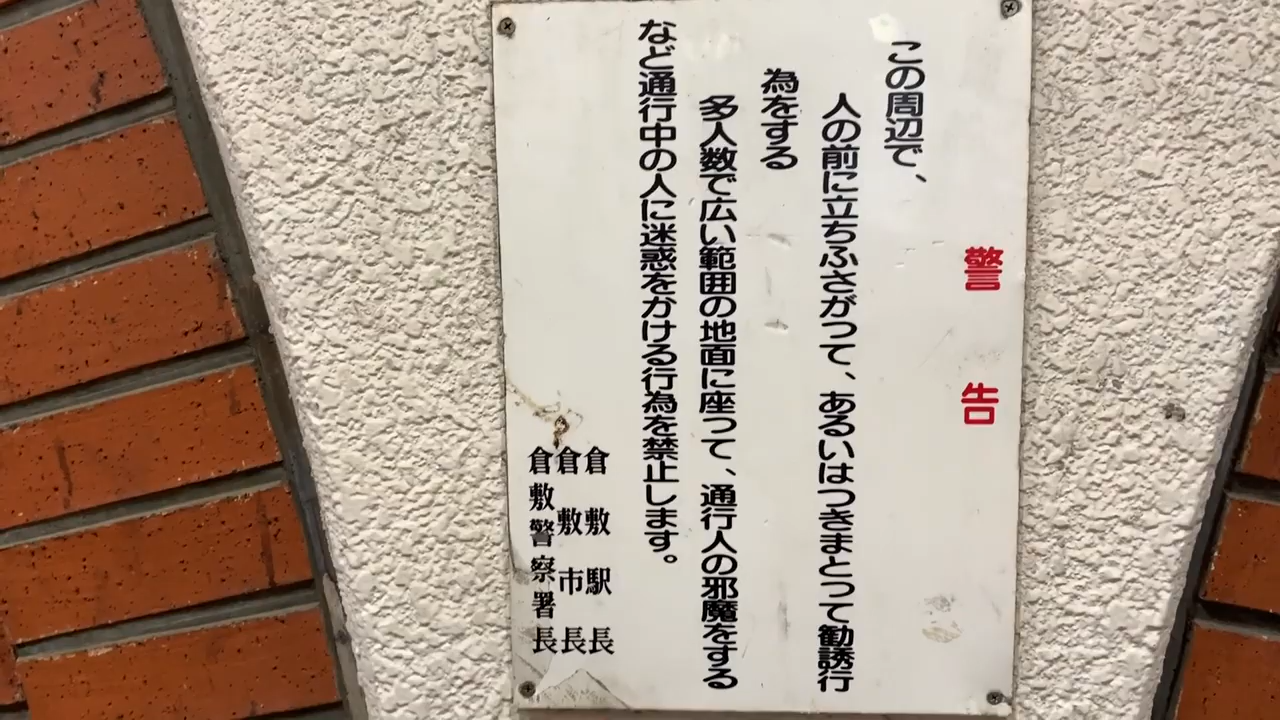 警告
この周辺で、
人の前に立ちふさがって、あるいはつきまとって勧誘行
為をする
多人数で広い範囲の地面に座って、通行人の邪魔をする
など通行中の人に迷惑をかける行為を禁止します。
倉敷駅長
倉敷市長
倉敷警察署長